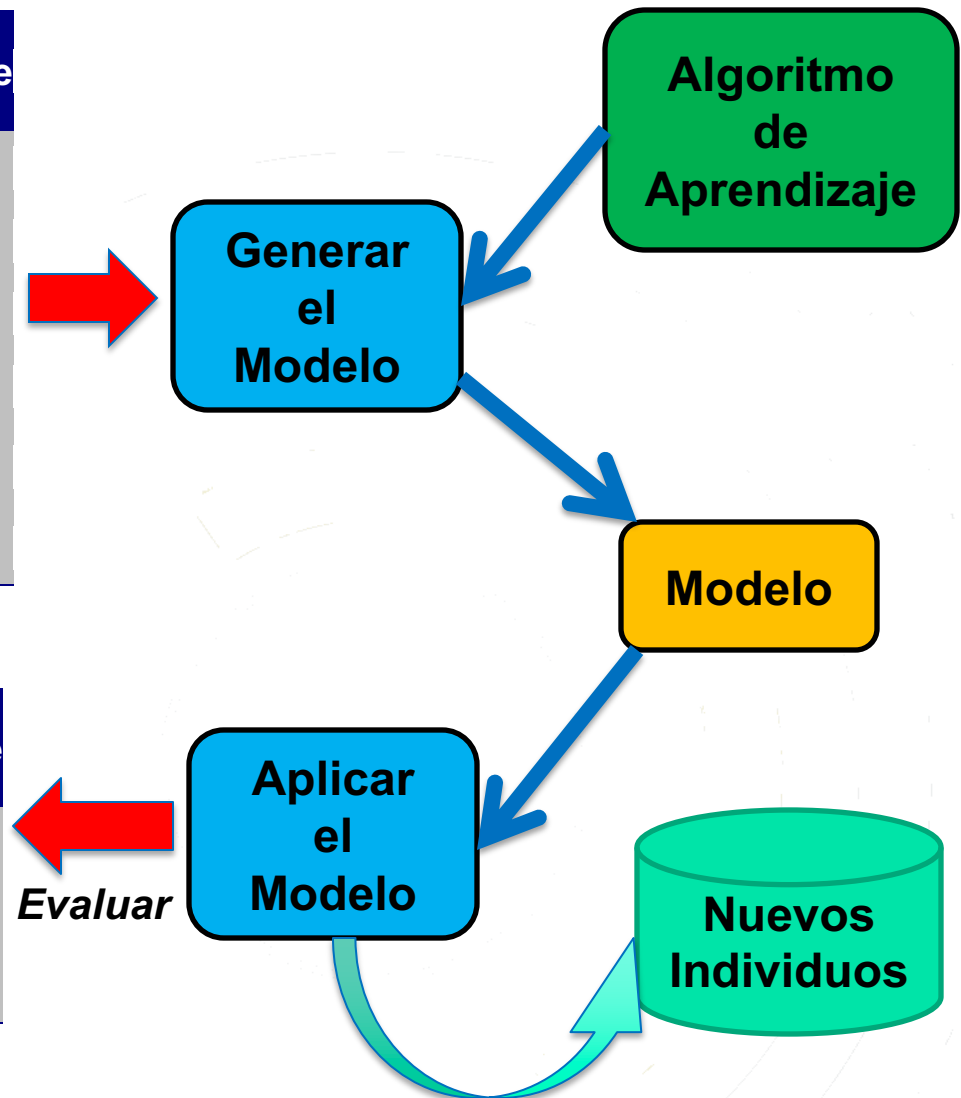 Algoritmo
de
Aprendizaje
Generar
el
Modelo
Modelo
Aplicar
el
Modelo
Evaluar
Nuevos
Individuos